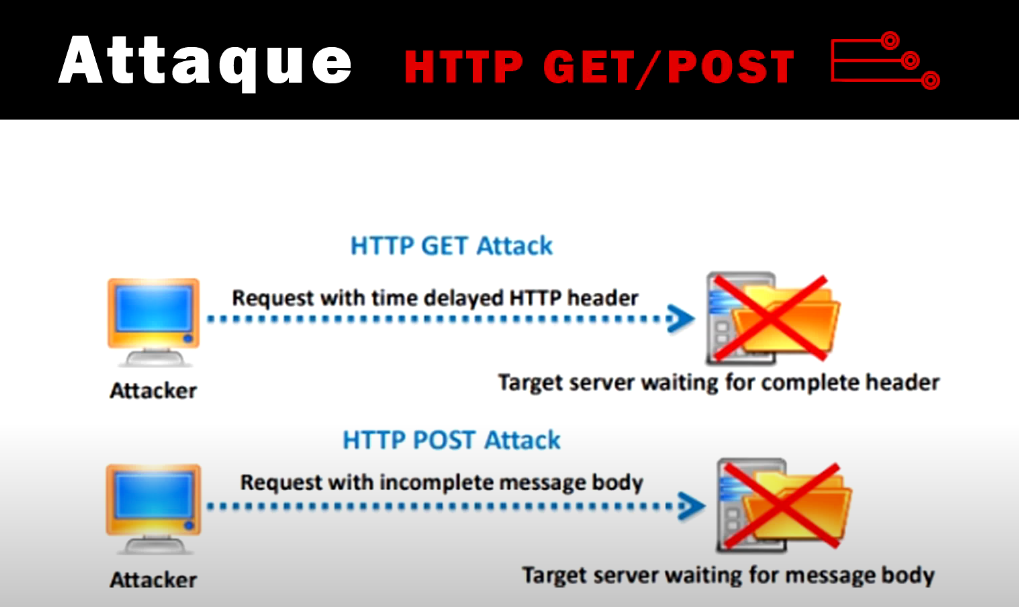 Attaque HTTP GET/POST
HTTP GET Attack
Request with time delayed HTTP header
Attacker
Target server waiting for complete header
HTTP POST Attack
Request with incomplete message body
Attacker
Target server waiting for message body